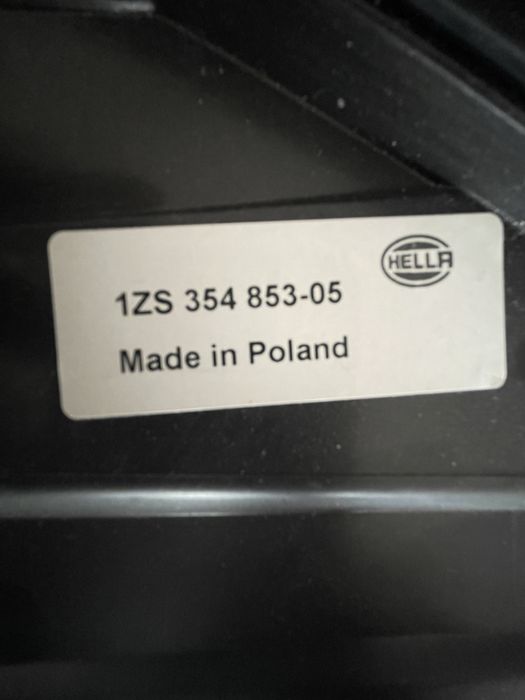 HELLA
1ZS 354 853-05
Made in Poland